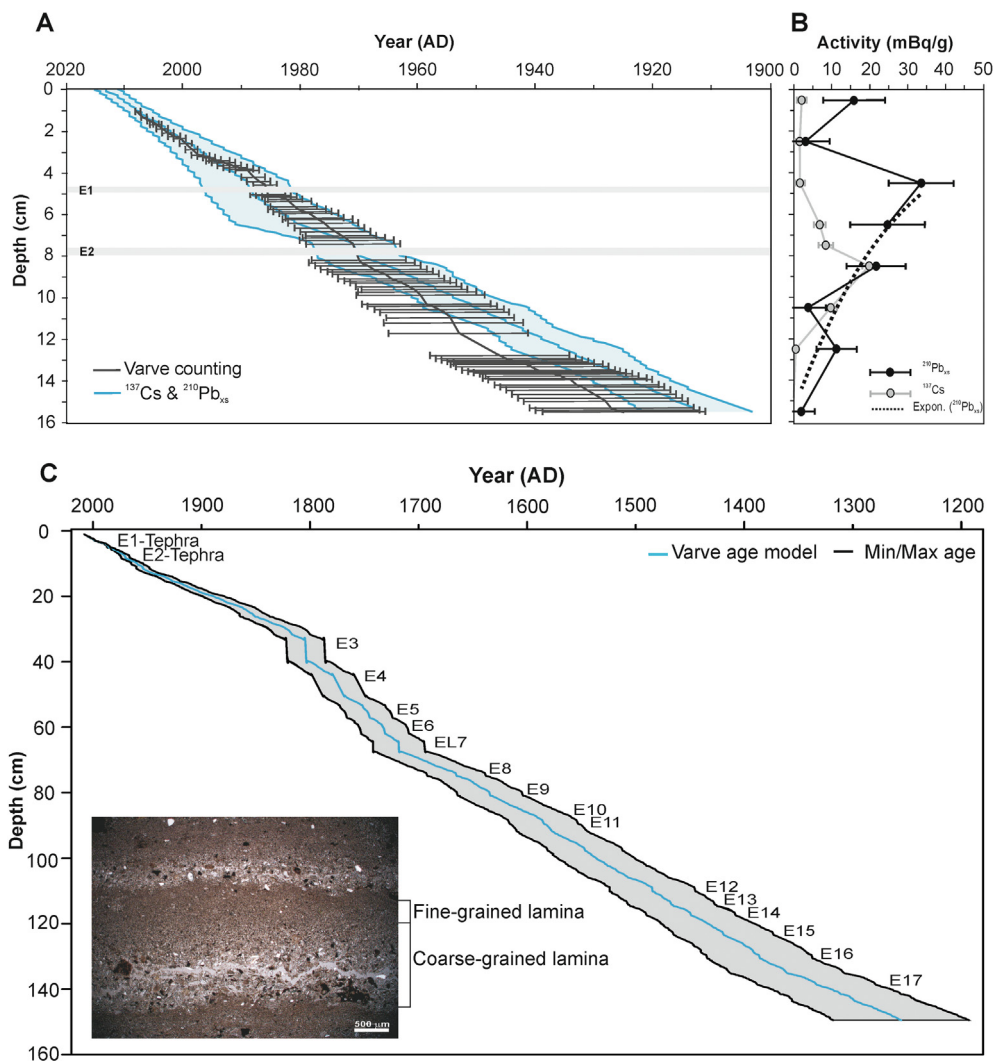 A
Year (AD)
2020 2000 1980 1960 1940 1920 1900
Depth (cm)
0
2
4
6
8
10
12
14
16
E1
E2
Varve counting
¹³⁷Cs & ²¹⁰Pbₓₛ
B
Activity (mBq/g)
0 10 20 30 40 50
²¹⁰Pbₓₛ
¹³⁷Cs
Expon. (²¹⁰Pbₓₛ)
C
Year (AD)
2000 1900 1800 1700 1600 1500 1400 1300 1200
Depth (cm)
0
20
40
60
80
100
120
140
160
E1-Tephra
E2-Tephra
Varve age model
Min/Max age
E3
E4
E5
E6
EL7
E8
E9
E10
E11
E12
E13
E14
E15
E16
E17
Fine-grained lamina
Coarse-grained lamina
500 µm